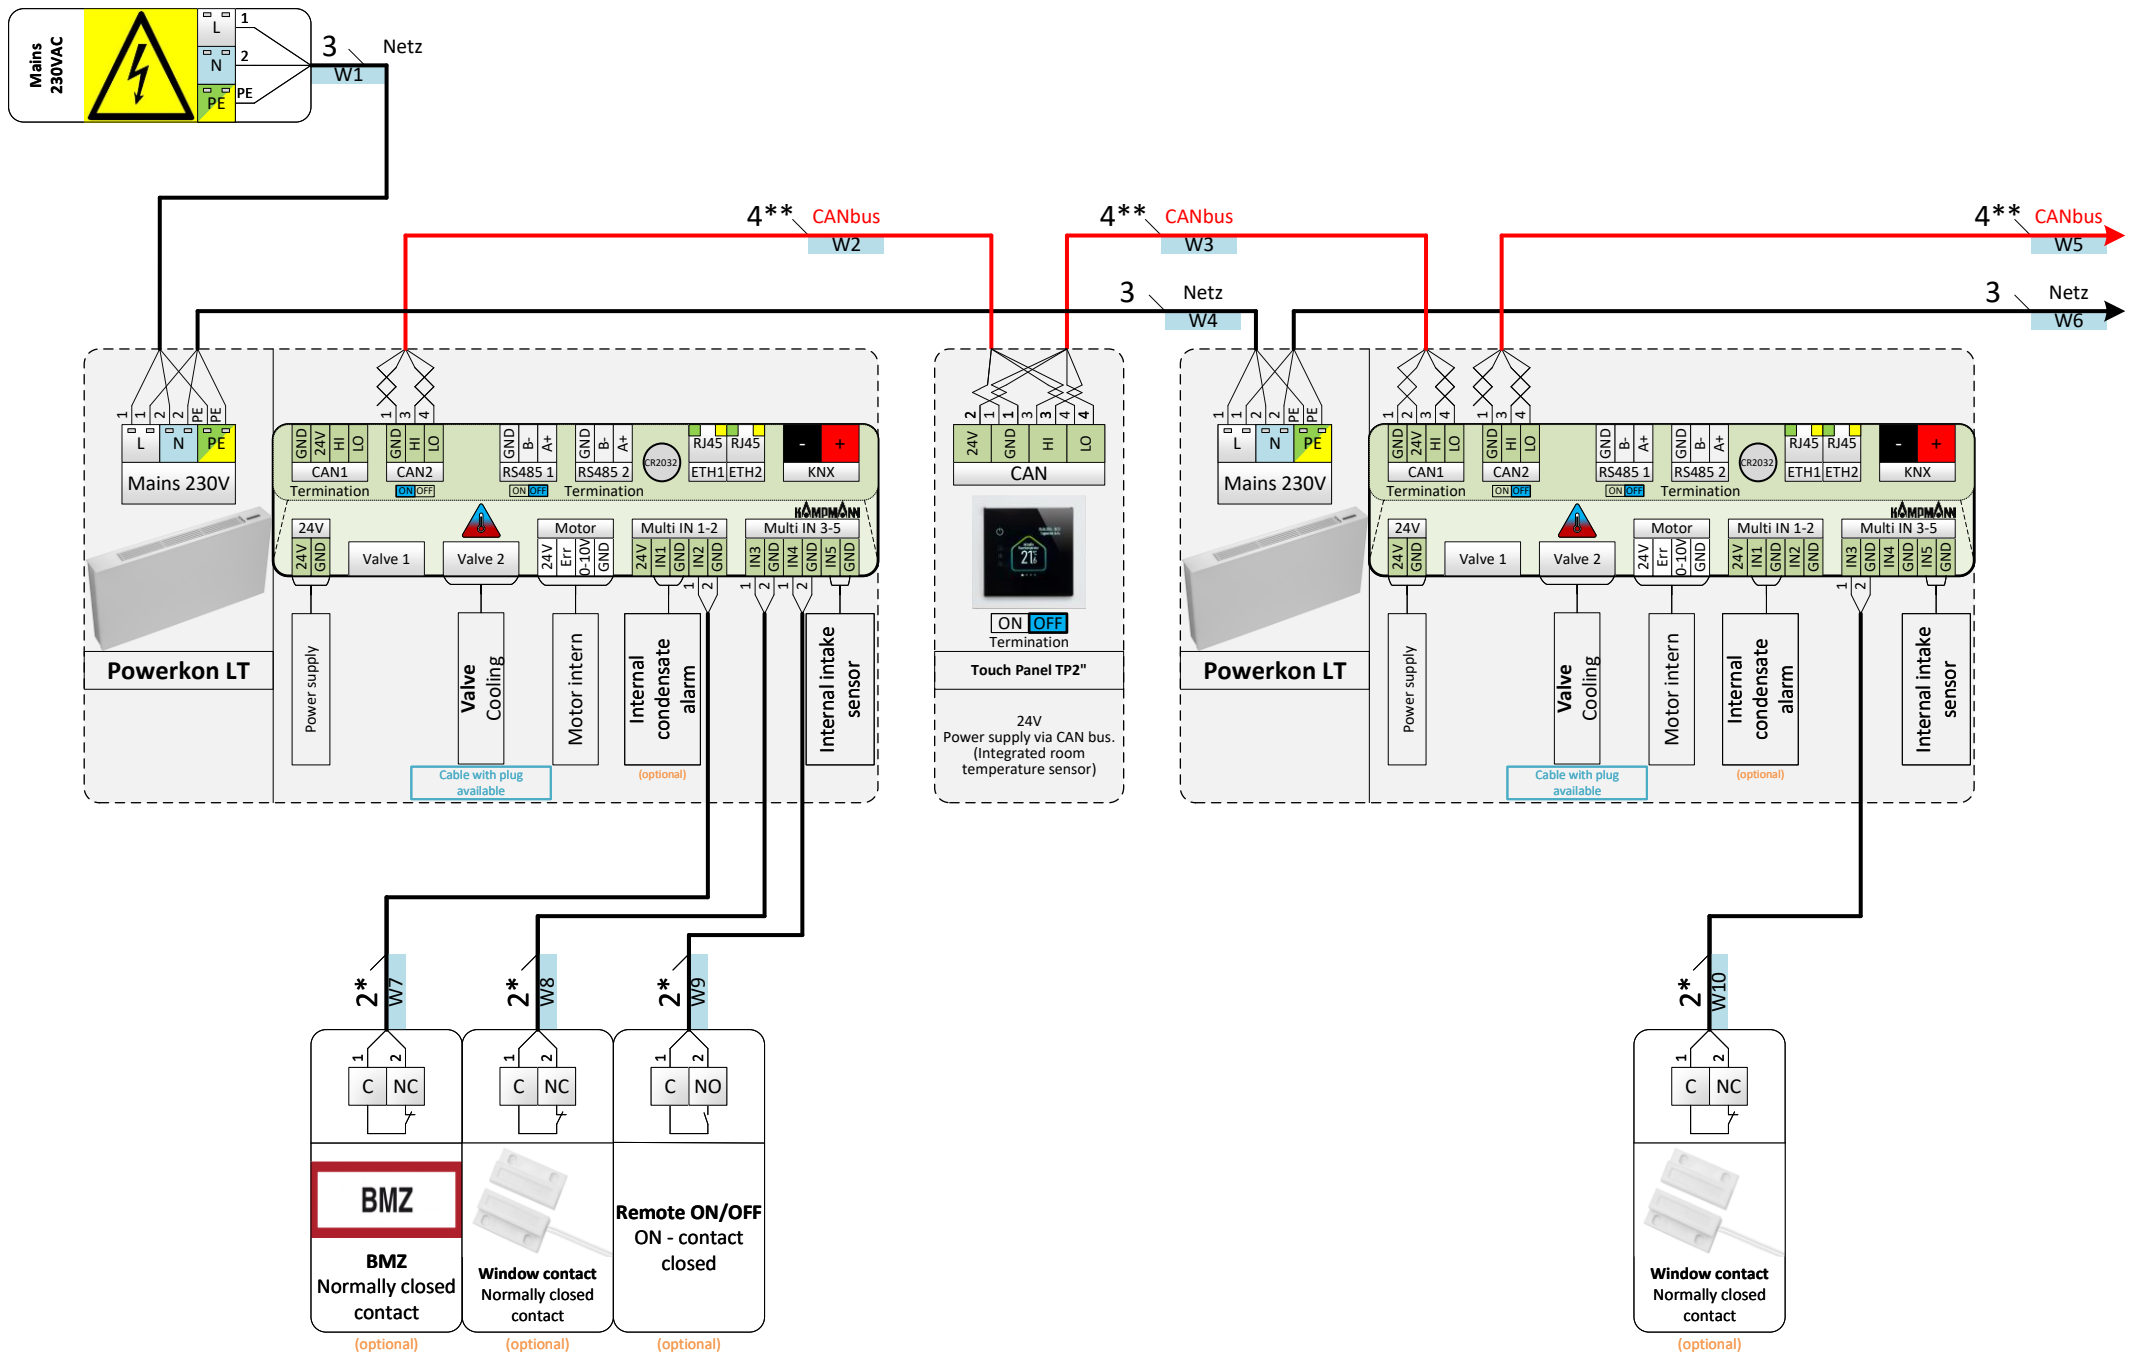 Mains
230VAC
L
N
PE
1
2
PE
3
Netz
W1
4**
CANbus
W2
4**
CANbus
W3
4**
CANbus
W5
3
Netz
W4
3
Netz
W6
1
1
2
2
PE
PE
L
N
PE
Mains 230V
1
3
4
GND
24V
HI
LO
CAN1
GND
HI
LO
CAN2
GND
B-
A+
RS485 1
GND
B-
A+
RS485 2
CR2032
RJ45
RJ45
ETH1
ETH2
-
+
KNX
Termination
ON
OFF
ON
OFF
Termination
KAMPMANN
24V
24V
GND
Valve 1
Valve 2
Motor
24V
Err
0-10V
GND
Multi IN 1-2
24V
IN1
GND
IN2
GND
Multi IN 3-5
IN3
GND
IN4
GND
IN5
GND
1
2
1
2
1
2
Powerkon LT
Power supply
Valve
Cooling
Motor intern
Internal
condensate
alarm
Internal intake
sensor
Cable with plug
available
(optional)
2
1
1
3
3
4
4
24V
GND
HI
LO
CAN
ON
OFF
Termination
Touch Panel TP2"
24V
Power supply via CAN bus.
(Integrated room
temperature sensor)
1
1
2
2
PE
PE
L
N
PE
Mains 230V
1
2
3
4
1
3
4
GND
24V
HI
LO
CAN1
GND
HI
LO
CAN2
GND
B-
A+
RS485 1
GND
B-
A+
RS485 2
CR2032
RJ45
RJ45
ETH1
ETH2
-
+
KNX
Termination
ON
OFF
ON
OFF
Termination
KAMPMANN
24V
24V
GND
Valve 1
Valve 2
Motor
24V
Err
0-10V
GND
Multi IN 1-2
24V
IN1
GND
IN2
GND
Multi IN 3-5
IN3
GND
IN4
GND
IN5
GND
1
2
Powerkon LT
Power supply
Valve
Cooling
Motor intern
Internal
condensate
alarm
Internal intake
sensor
Cable with plug
available
(optional)
2*
W7
1
2
C
NC
BMZ
BMZ
Normally closed
contact
(optional)
2*
W8
1
2
C
NC
Window contact
Normally closed
contact
(optional)
2*
W9
1
2
C
NO
Remote ON/OFF
ON - contact
closed
(optional)
2*
W10
1
2
C
NC
Window contact
Normally closed
contact
(optional)